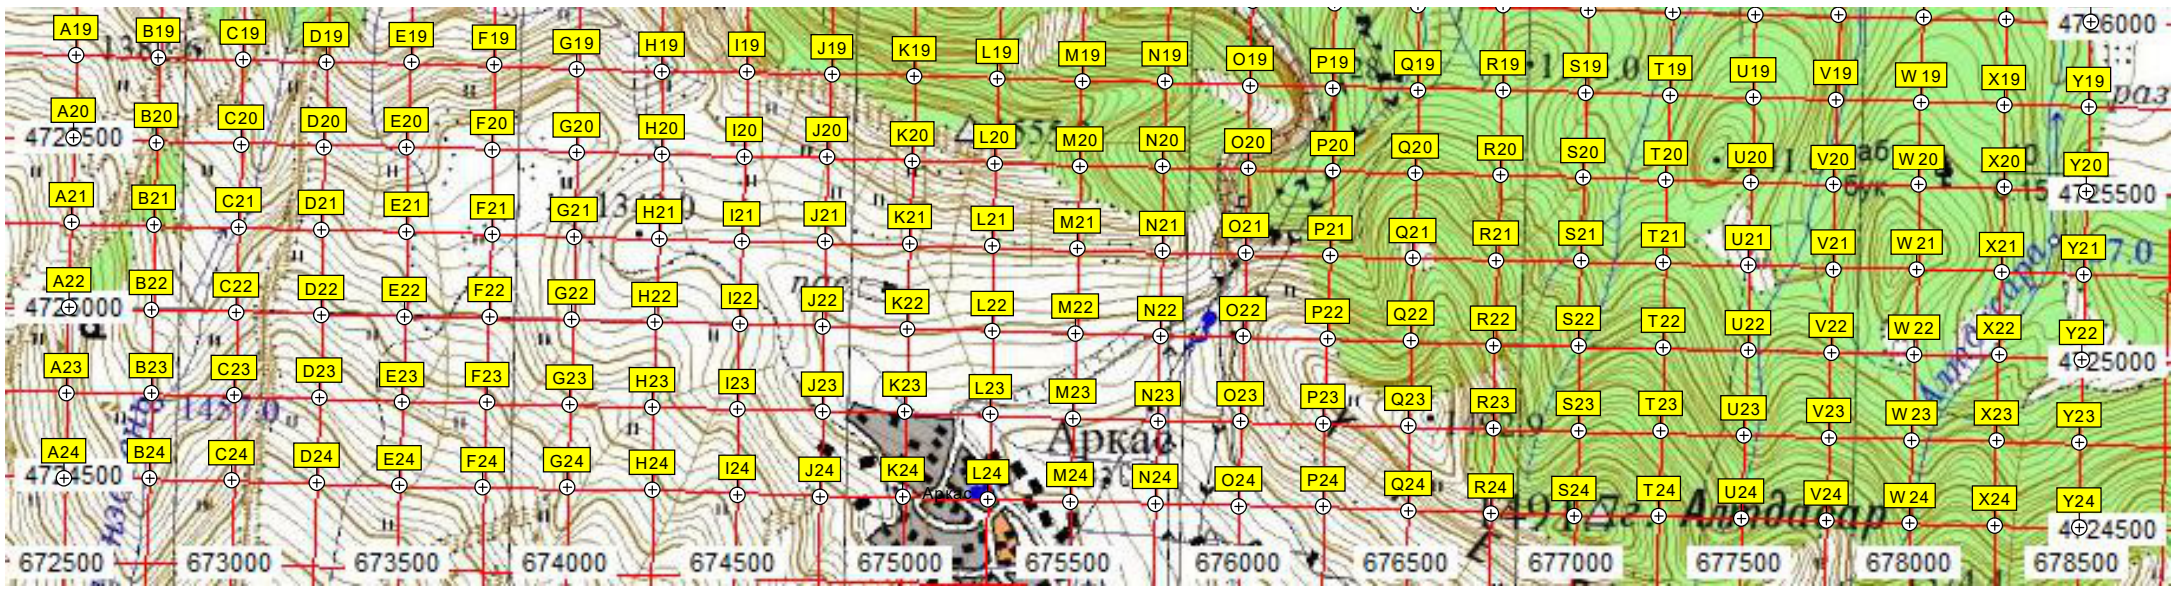 A19 B19 C19 D19 E19 F19 G19 H19 I19 J19 K19 L19 M19 N19 O19 P19 Q19 R19 S19 T19 U19 V19 W19 X19 Y19
4726000
раз
A20 B20 C20 D20 E20 F20 G20 H20 I20 J20 K20 L20 M20 N20 O20 P20 Q20 R20 S20 T20 U20 V20 W20 X20 Y20
бук
4725500
A21 B21 C21 D21 E21 F21 G21 H21 I21 J21 K21 L21 M21 N21 O21 P21 Q21 R21 S21 T21 U21 V21 W21 X21 Y21
A22 B22 C22 D22 E22 F22 G22 H22 I22 J22 K22 L22 M22 N22 O22 P22 Q22 R22 S22 T22 U22 V22 W22 X22 Y22
4725000
A23 B23 C23 D23 E23 F23 G23 H23 I23 J23 K23 L23 M23 N23 O23 P23 Q23 R23 S23 T23 U23 V23 W23 X23 Y23
1457.0
Аркас
A24 B24 C24 D24 E24 F24 G24 H24 I24 J24 K24 L24 M24 N24 O24 P24 Q24 R24 S24 T24 U24 V24 W24 X24 Y24
Аркас
4724500
672500 673000 673500 674000 674500 675000 675500 676000 676500 677000 677500 678000 678500